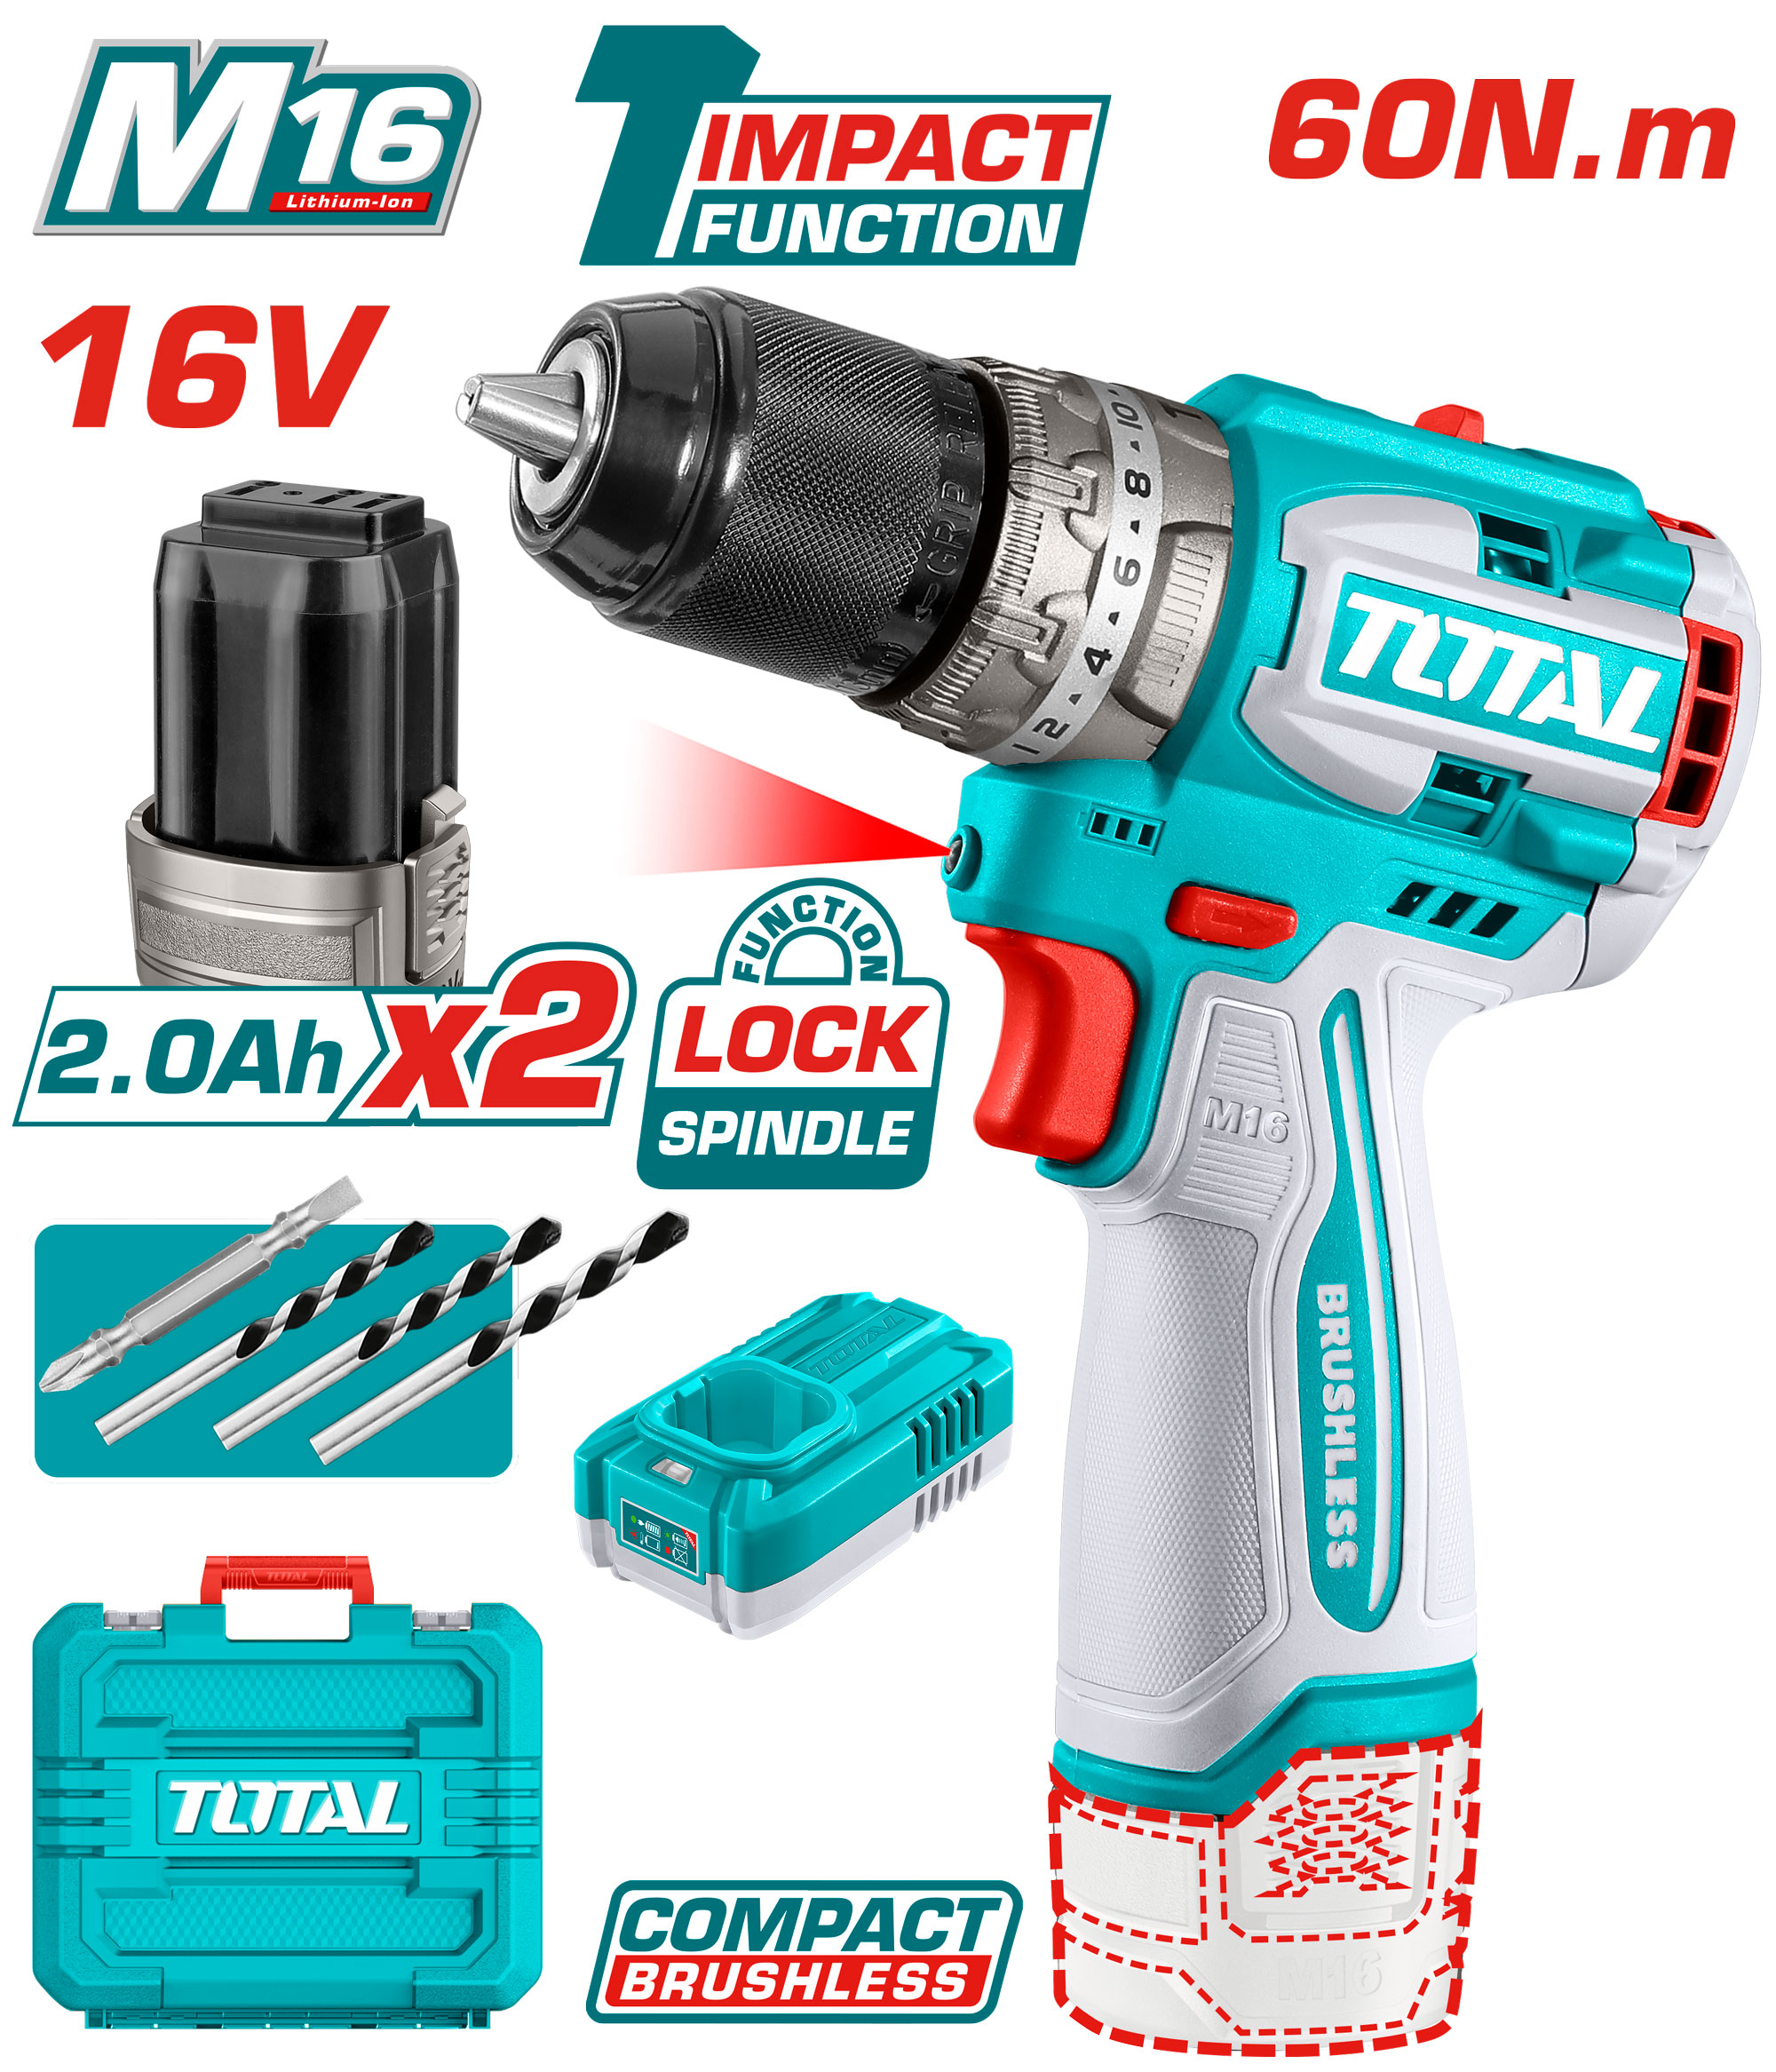 M16
Lithium-Ion
IMPACT
FUNCTION
60N.m
16V
10
8
6
4
2
1
GRIP
TOTAL
2.0Ah x2
FUNCTION
LOCK
SPINDLE
M16
BRUSHLESS
TOTAL
TOTAL
TOTAL
COMPACT
BRUSHLESS
M16